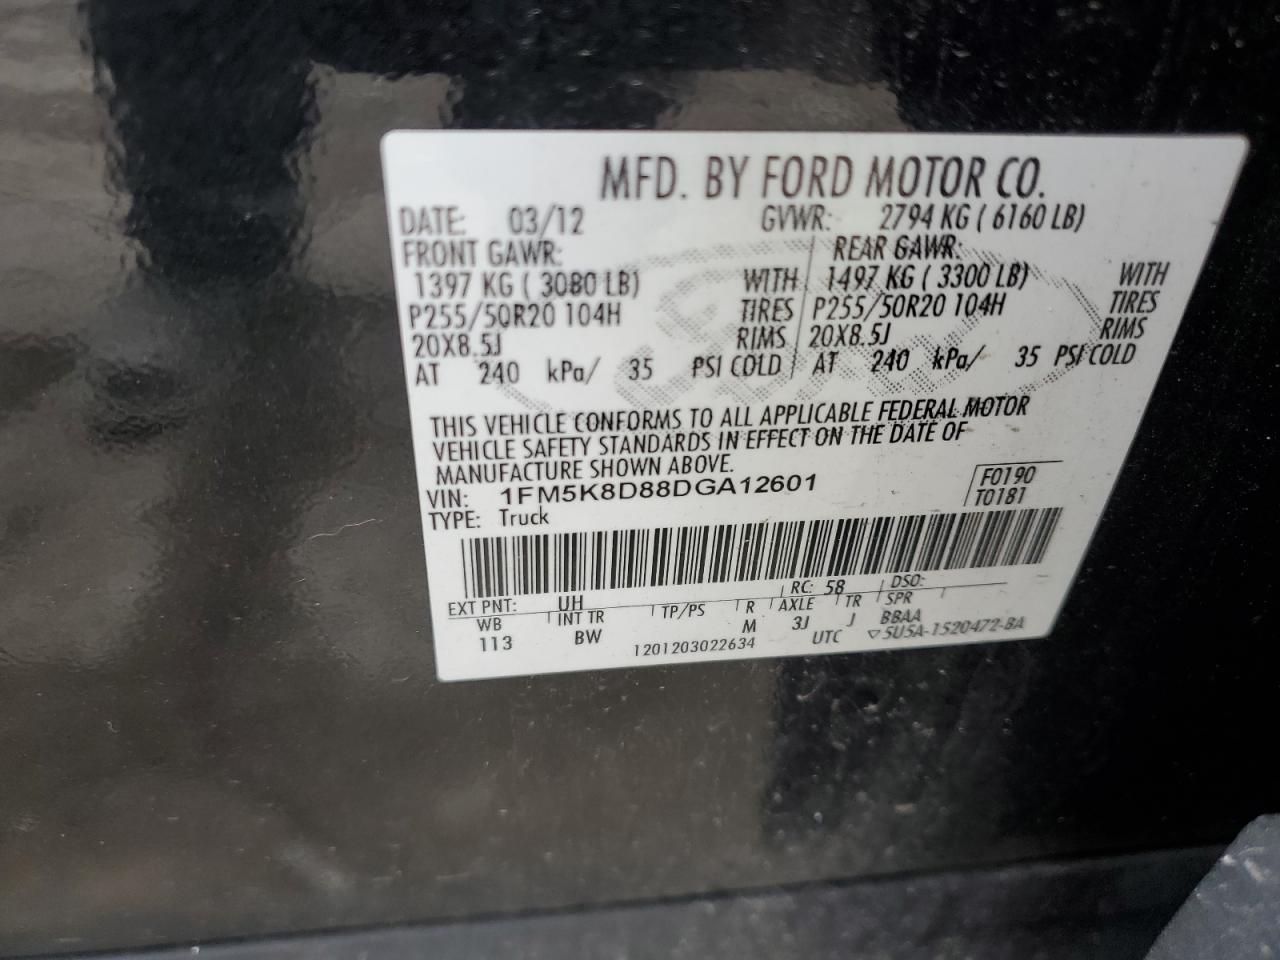 MFD. BY FORD MOTOR CO.
DATE: 03/12 GVWR: 2794 KG ( 6160 LB)
FRONT GAWR: REAR GAWR:
1397 KG ( 3080 LB) WITH 1497 KG ( 3300 LB) WITH
P255/50R20 104H TIRES P255/50R20 104H TIRES
20X8.5J RIMS 20X8.5J RIMS
AT 240 kPa/ 35 PSI COLD AT 240 kPa/ 35 PSI COLD
THIS VEHICLE CONFORMS TO ALL APPLICABLE FEDERAL MOTOR
VEHICLE SAFETY STANDARDS IN EFFECT ON THE DATE OF
MANUFACTURE SHOWN ABOVE.
VIN: 1FM5K8D88DGA12601 F0190
TYPE: Truck T0181
EXT PNT: UH RC: 58 DSO:
WB INT TR TP/PS R AXLE TR SPR
113 BW M 3J J BBAA
1201203022634 UTC ▽5U5A-1520472-BA